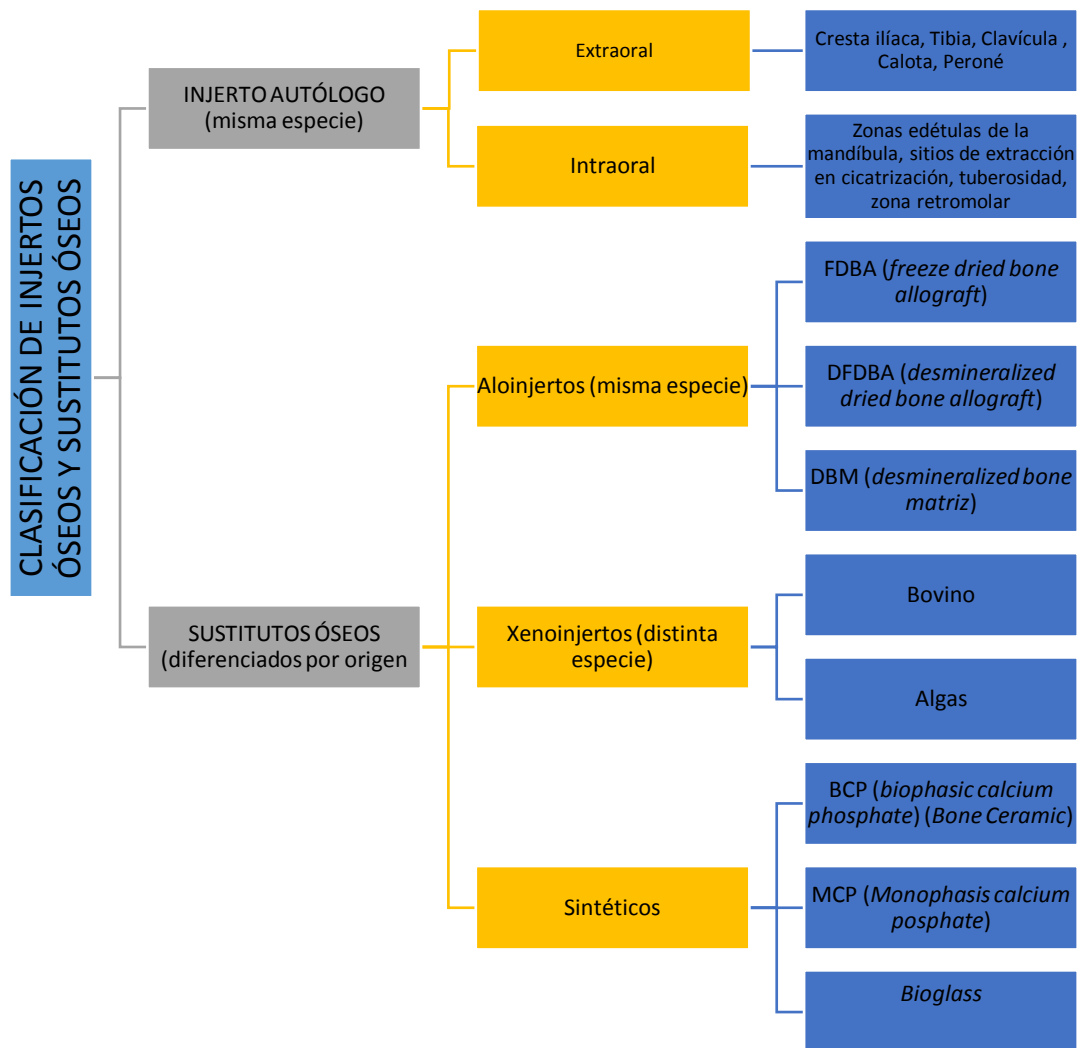 CLASIFICACIÓN DE INJERTOS
ÓSEOS Y SUSTITUTOS ÓSEOS
INJERTO AUTÓLOGO
(misma especie)
Extraoral
Cresta ilíaca, Tibia, Clavícula ,
Calota, Peroné
Intraoral
Zonas edétulas de la
mandíbula, sitios de extracción
en cicatrización, tuberosidad,
zona retromolar
SUSTITUTOS ÓSEOS
(diferenciados por origen
Aloinjertos (misma especie)
FDBA (freeze dried bone
allograft)
DFDBA (desmineralized
dried bone allograft)
DBM (desmineralized bone
matriz)
Xenoinjertos (distinta
especie)
Bovino
Algas
Sintéticos
BCP (biophasic calcium
phosphate) (Bone Ceramic)
MCP (Monophasis calcium
posphate)
Bioglass